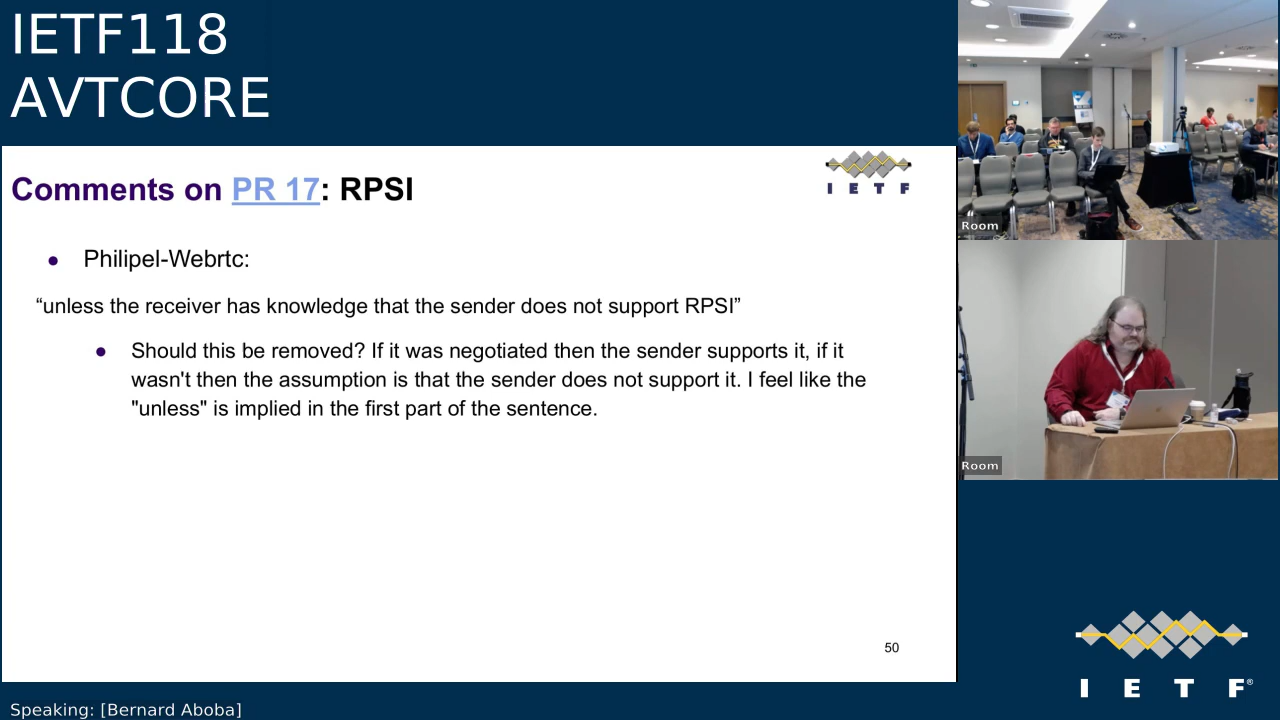 IETF118
AVTCORE
Comments on PR 17: RPSI
I E T F
● Philipel-Webrtc:
“unless the receiver has knowledge that the sender does not support RPSI”
● Should this be removed? If it was negotiated then the sender supports it, if it
wasn't then the assumption is that the sender does not support it. I feel like the
"unless" is implied in the first part of the sentence.
50
Room
Room
I E T F®
Speaking: [Bernard Aboba]